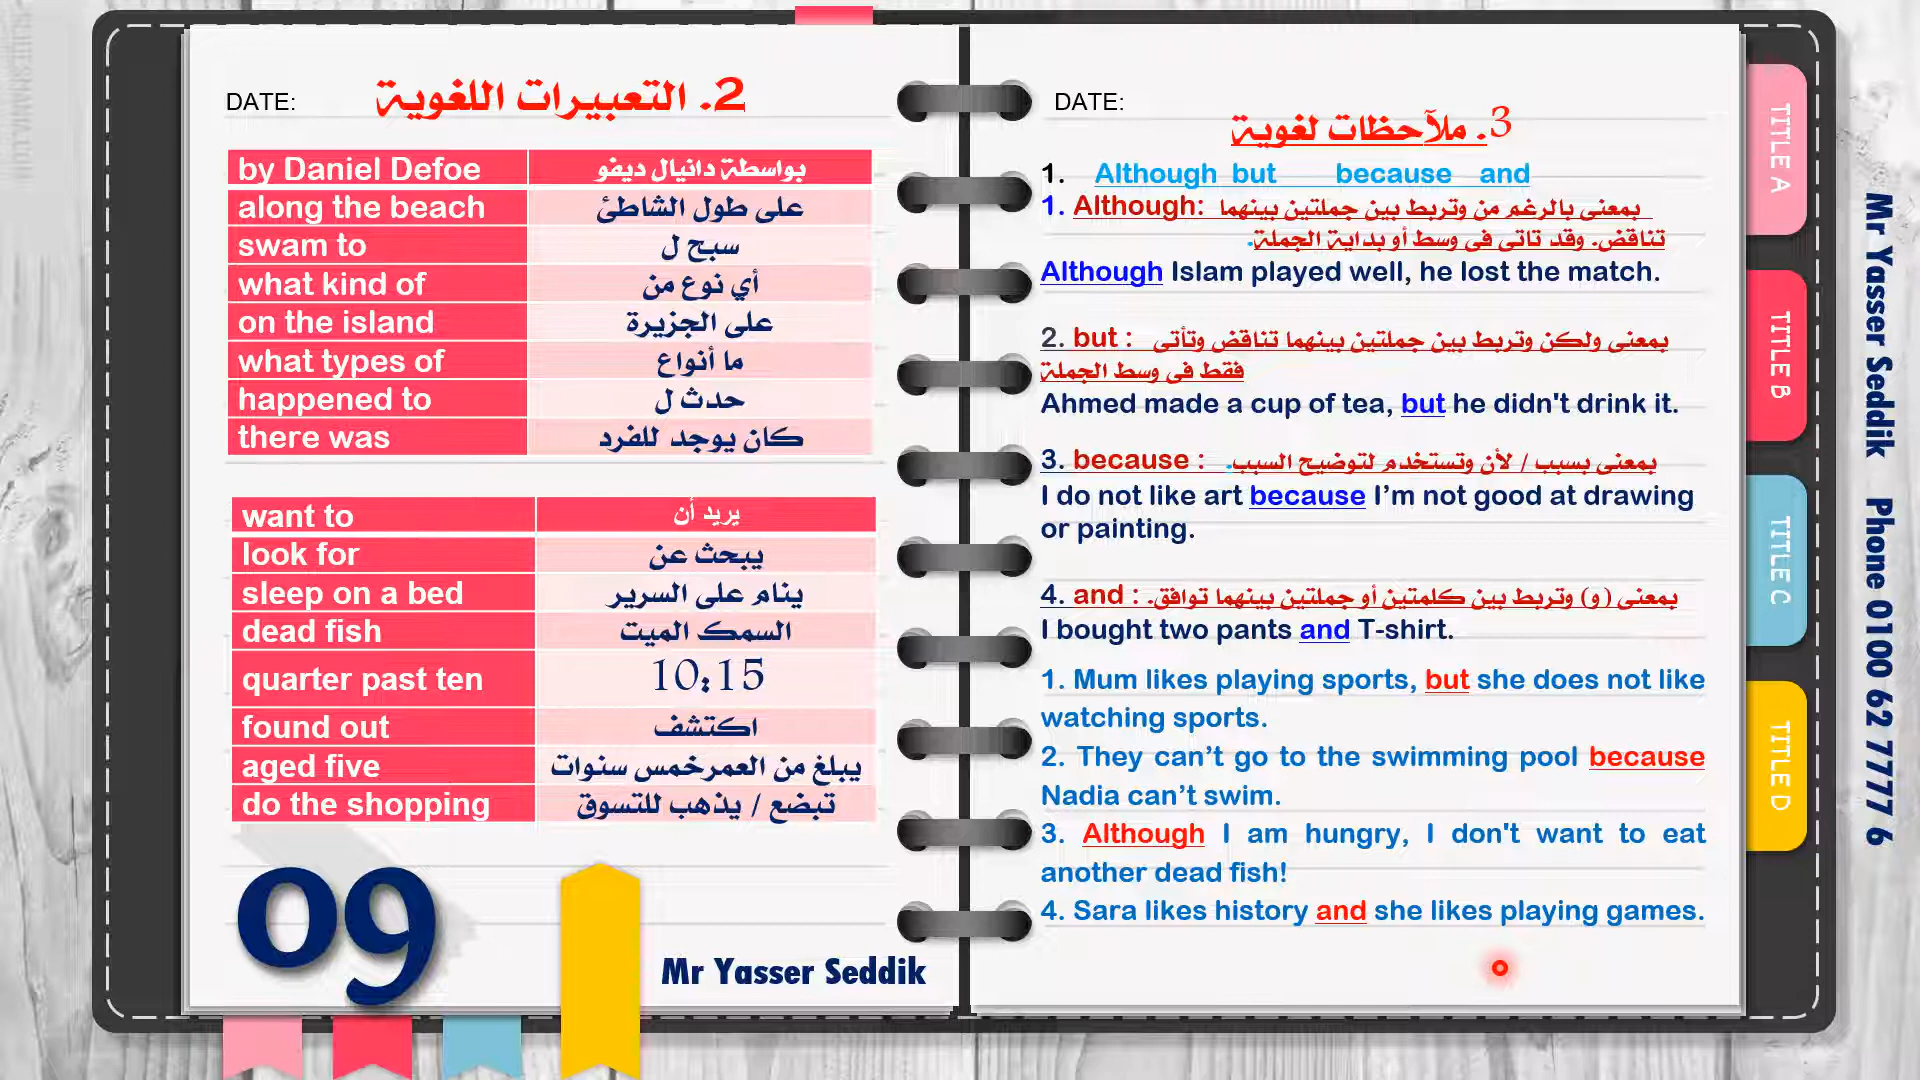 DATE:
2. التعبيرات اللغوية
by Daniel Defoe بواسطة دانيال ديفو
along the beach على طول الشاطئ
swam to سبح ل
what kind of أي نوع من
on the island على الجزيرة
what types of ما أنواع
happened to حدث ل
there was كان يوجد للفرد
want to يريد أن
look for يبحث عن
sleep on a bed ينام على السرير
dead fish السمك الميت
quarter past ten 10:15
found out اكتشف
aged five يبلغ من العمرخمس سنوات
do the shopping تبضع / يذهب للتسوق
09
Mr Yasser Seddik
DATE:
3. ملآحظات لغوية
1. Although but because and
1. Although: بمعنى بالرغم من وتربط بين جملتين بينهما
تناقض. وقد تاتى فى وسط أو بداية الجملة.
Although Islam played well, he lost the match.
2. but : بمعنى ولكن وتربط بين جملتين بينهما تناقض وتأتى
فقط فى وسط الجملة
Ahmed made a cup of tea, but he didn't drink it.
3. because : بمعنى بسبب / لأن وتستخدم لتوضيح السبب.
I do not like art because I’m not good at drawing
or painting.
4. and : بمعنى (و) وتربط بين كلمتين أو جملتين بينهما توافق.
I bought two pants and T-shirt.
1. Mum likes playing sports, but she does not like
watching sports.
2. They can’t go to the swimming pool because
Nadia can’t swim.
3. Although I am hungry, I don't want to eat
another dead fish!
4. Sara likes history and she likes playing games.
TITLE A
TITLE B
TITLE C
TITLE D
Mr Yasser Seddik Phone 0100 62 7777 6